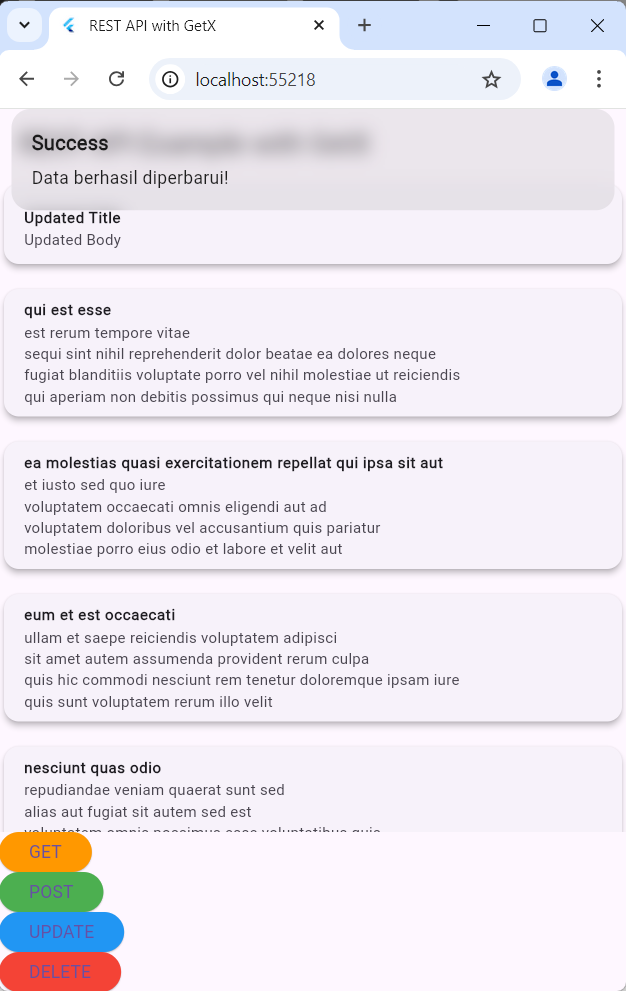 REST API with GetX
localhost:55218
Success
Data berhasil diperbarui!
Updated Title
Updated Body
qui est esse
est rerum tempore vitae
sequi sint nihil reprehenderit dolor beatae ea dolores neque
fugiat blanditiis voluptate porro vel nihil molestiae ut reiciendis
qui aperiam non debitis possimus qui neque nisi nulla
ea molestias quasi exercitationem repellat qui ipsa sit aut
et iusto sed quo iure
voluptatem occaecati omnis eligendi aut ad
voluptatem doloribus vel accusantium quis pariatur
molestiae porro eius odio et labore et velit aut
eum et est occaecati
ullam et saepe reiciendis voluptatem adipisci
sit amet autem assumenda provident rerum culpa
quis hic commodi nesciunt rem tenetur doloremque ipsam iure
quis sunt voluptatem rerum illo velit
nesciunt quas odio
repudiandae veniam quaerat sunt sed
alias aut fugiat sit autem sed est
GET
POST
UPDATE
DELETE